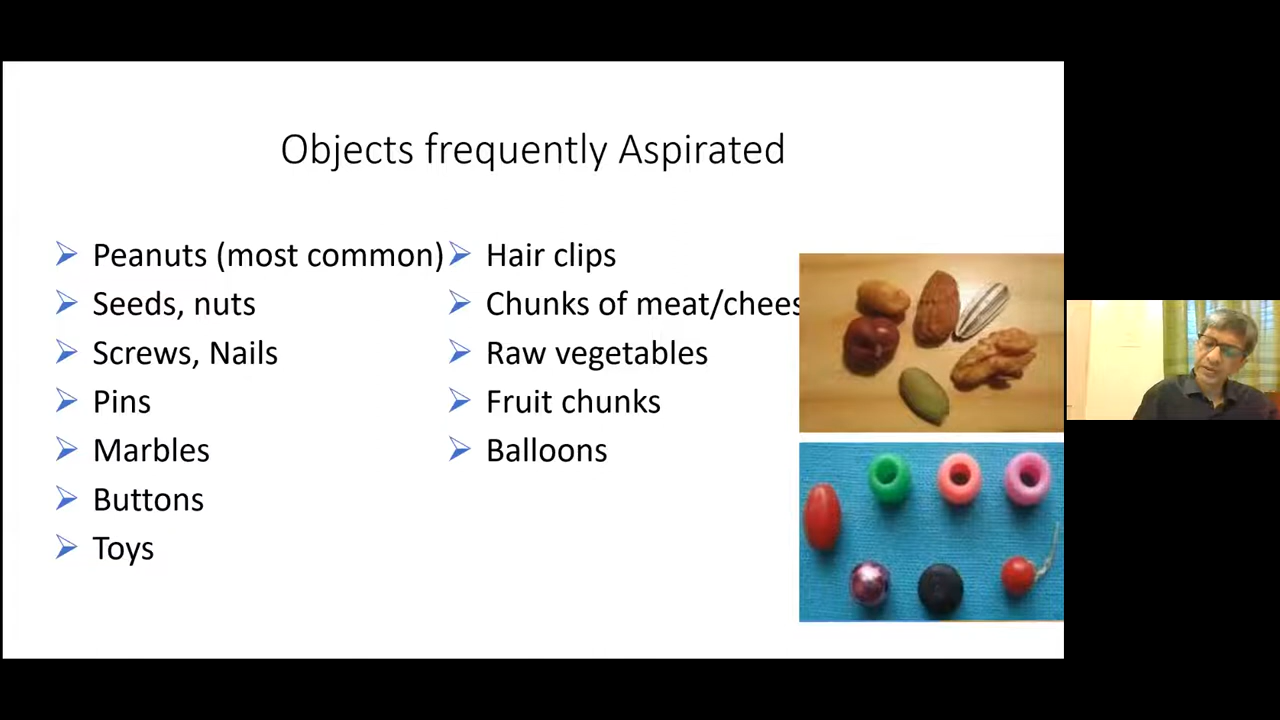 Objects frequently Aspirated
Peanuts (most common)
Seeds, nuts
Screws, Nails
Pins
Marbles
Buttons
Toys
Hair clips
Chunks of meat/chees
Raw vegetables
Fruit chunks
Balloons